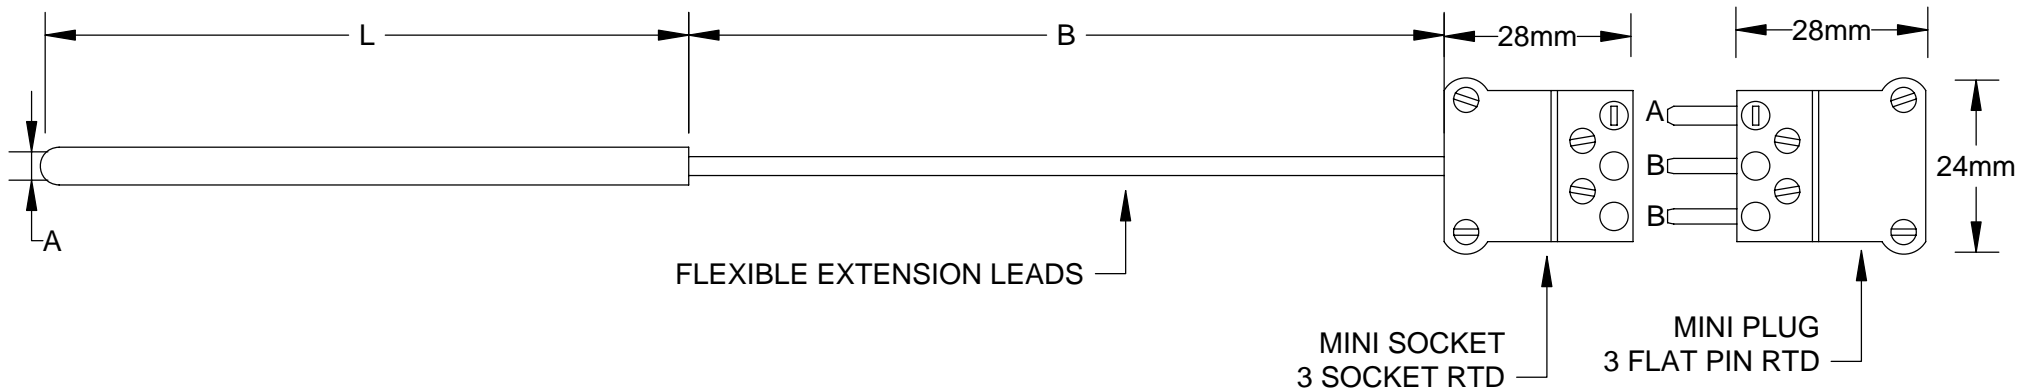 L
B
28mm
28mm
A
B
B
24mm
A
FLEXIBLE EXTENSION LEADS
MINI SOCKET
3 SOCKET RTD
MINI PLUG
3 FLAT PIN RTD